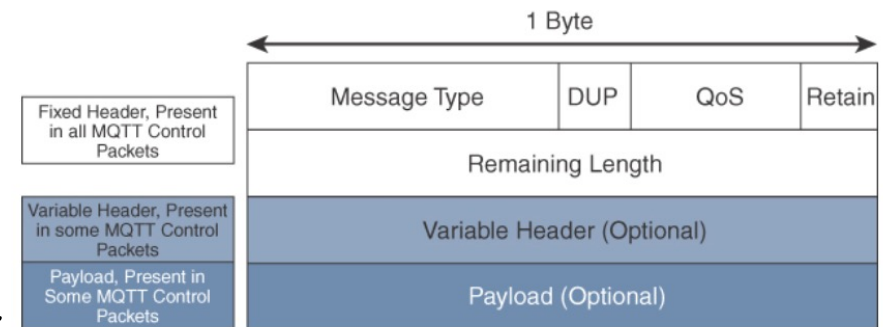 1 Byte
Message Type DUP QoS Retain
Fixed Header, Present
in all MQTT Control
Packets
Remaining Length
Variable Header, Present
in some MQTT Control
Packets
Variable Header (Optional)
Payload, Present in
Some MQTT Control
Packets
Payload (Optional)